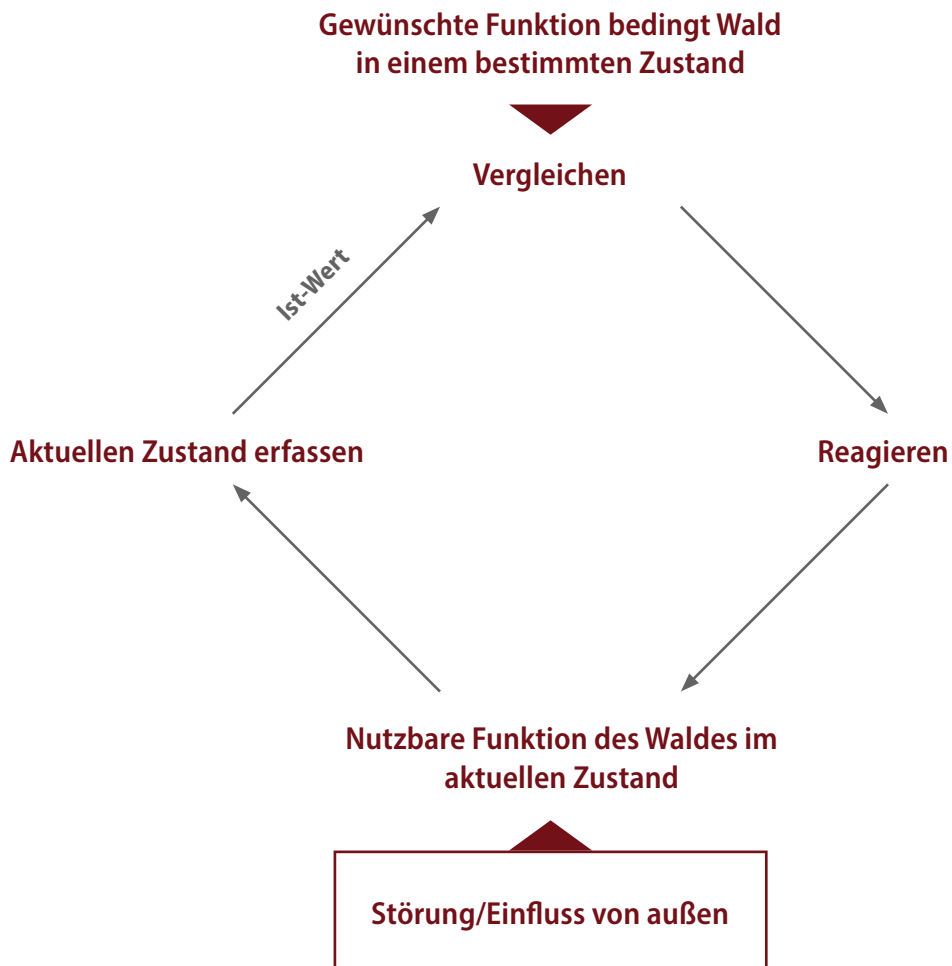 Gewünschte Funktion bedingt Wald
in einem bestimmten Zustand
Vergleichen
Ist-Wert
Aktuellen Zustand erfassen
Reagieren
Nutzbare Funktion des Waldes im
aktuellen Zustand
Störung/Einfluss von außen